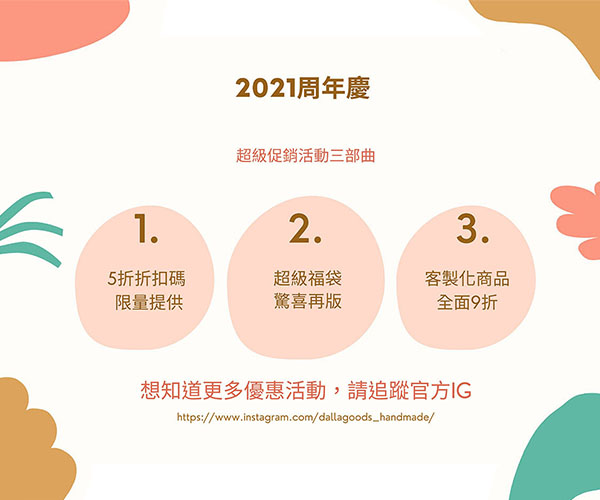 2021周年慶
超級促銷活動三部曲
1.
5折折扣碼
限量提供
2.
超級福袋
驚喜再版
3.
客製化商品
全面9折
想知道更多優惠活動，請追蹤官方IG
https://www.instagram.com/dallagoods_handmade/